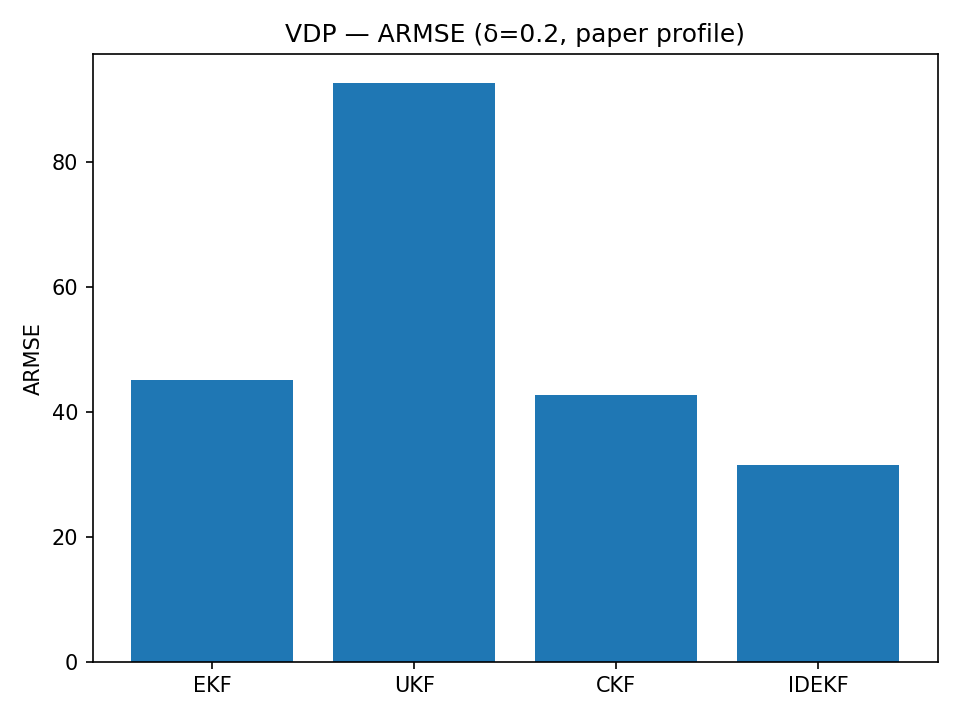 VDP — ARMSE (δ=0.2, paper profile)
ARMSE
80
60
40
20
0
EKF UKF CKF IDEKF